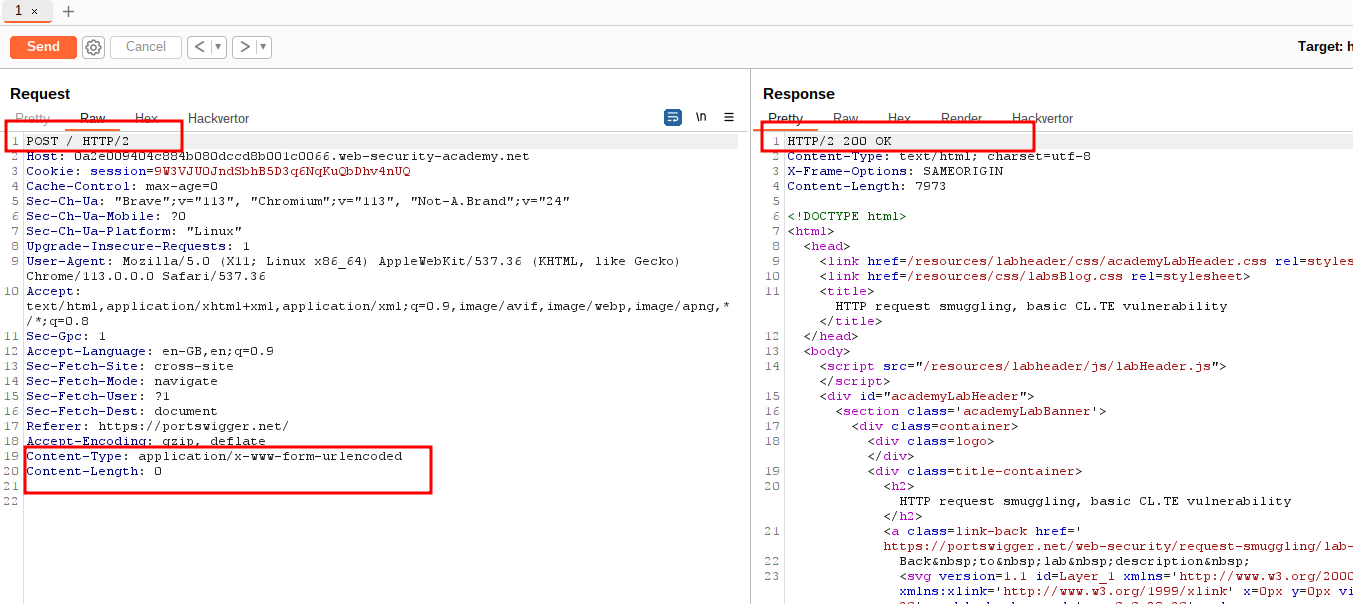 1 × +
Send Cancel < ▼ > ▼ Target: h
Request
Pretty Raw Hex Hackvertor \n ≡
1 POST / HTTP/2
2 Host: 0a2e009404c884b080dccd8b001c0066.web-security-academy.net
3 Cookie: session=9W3VJU0JndSbhB5D3q6NqKuQbDhv4nUQ
4 Cache-Control: max-age=0
5 Sec-Ch-Ua: "Brave";v="113", "Chromium";v="113", "Not-A.Brand";v="24"
6 Sec-Ch-Ua-Mobile: ?0
7 Sec-Ch-Ua-Platform: "Linux"
8 Upgrade-Insecure-Requests: 1
9 User-Agent: Mozilla/5.0 (X11; Linux x86_64) AppleWebKit/537.36 (KHTML, like Gecko)
Chrome/113.0.0.0 Safari/537.36
10 Accept:
text/html,application/xhtml+xml,application/xml;q=0.9,image/avif,image/webp,image/apng,*
/*;q=0.8
11 Sec-Gpc: 1
12 Accept-Language: en-GB,en;q=0.9
13 Sec-Fetch-Site: cross-site
14 Sec-Fetch-Mode: navigate
15 Sec-Fetch-User: ?1
16 Sec-Fetch-Dest: document
17 Referer: https://portswigger.net/
18 Accept-Encoding: gzip, deflate
19 Content-Type: application/x-www-form-urlencoded
20 Content-Length: 0
21
22
Response
Pretty Raw Hex Render Hackvertor
1 HTTP/2 200 OK
2 Content-Type: text/html; charset=utf-8
3 X-Frame-Options: SAMEORIGIN
4 Content-Length: 7973
5
6 <!DOCTYPE html>
7 <html>
8 <head>
9 <link href=/resources/labheader/css/academyLabHeader.css rel=styles
10 <link href=/resources/css/labsBlog.css rel=stylesheet>
11 <title>
HTTP request smuggling, basic CL.TE vulnerability
</title>
12 </head>
13 <body>
14 <script src="/resources/labheader/js/labHeader.js">
</script>
15 <div id="academyLabHeader">
16 <section class='academyLabBanner'>
17 <div class=container>
18 <div class=logo>
</div>
19 <div class=title-container>
20 <h2>
HTTP request smuggling, basic CL.TE vulnerability
</h2>
21 <a class=link-back href='
https://portswigger.net/web-security/request-smuggling/lab-
22 Back&nbsp;to&nbsp;lab&nbsp;description&nbsp;
23 <svg version=1.1 id=Layer_1 xmlns='http://www.w3.org/2000
xmlns:xlink='http://www.w3.org/1999/xlink' x=0px y=0px vi